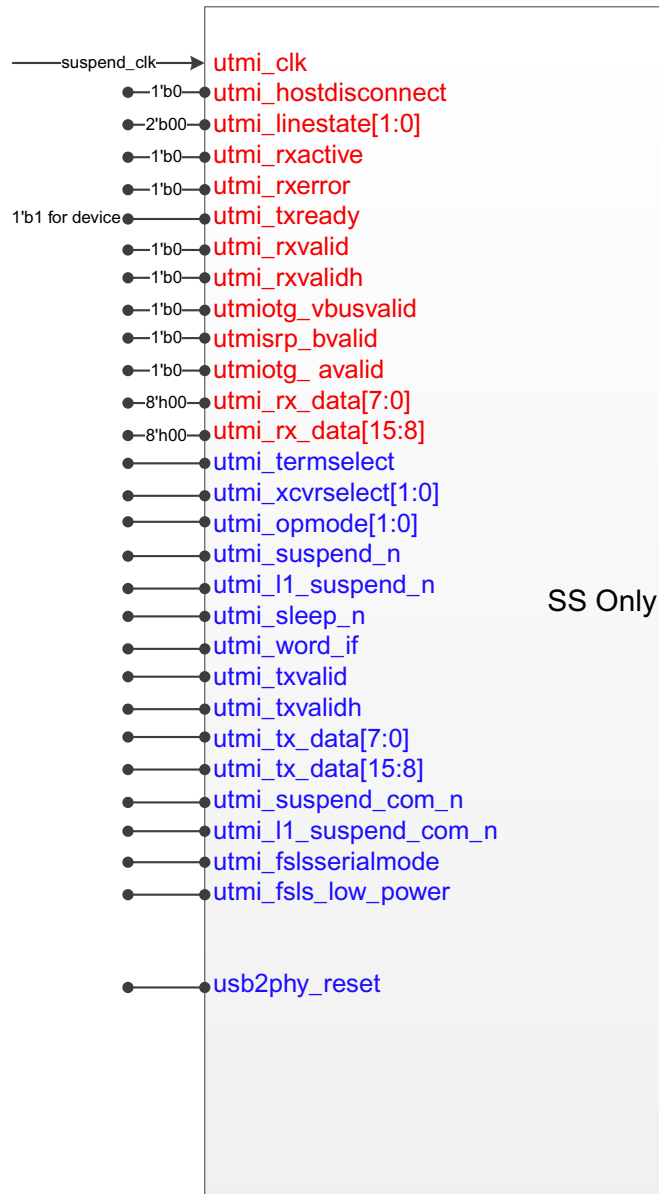 suspend_clk utmi_clk
1'b0 utmi_hostdisconnect
2'b00 utmi_linestate[1:0]
1'b0 utmi_rxactive
1'b0 utmi_rxerror
1'b1 for device utmi_txready
1'b0 utmi_rxvalid
1'b0 utmi_rxvalidh
1'b0 utmiotg_vbusvalid
1'b0 utmisrp_bvalid
1'b0 utmiotg_ avalid
8'h00 utmi_rx_data[7:0]
8'h00 utmi_rx_data[15:8]
utmi_termselect
utmi_xcvrselect[1:0]
utmi_opmode[1:0]
utmi_suspend_n
utmi_l1_suspend_n
SS Only
utmi_sleep_n
utmi_word_if
utmi_txvalid
utmi_txvalidh
utmi_tx_data[7:0]
utmi_tx_data[15:8]
utmi_suspend_com_n
utmi_l1_suspend_com_n
utmi_fslsserialmode
utmi_fsls_low_power
usb2phy_reset